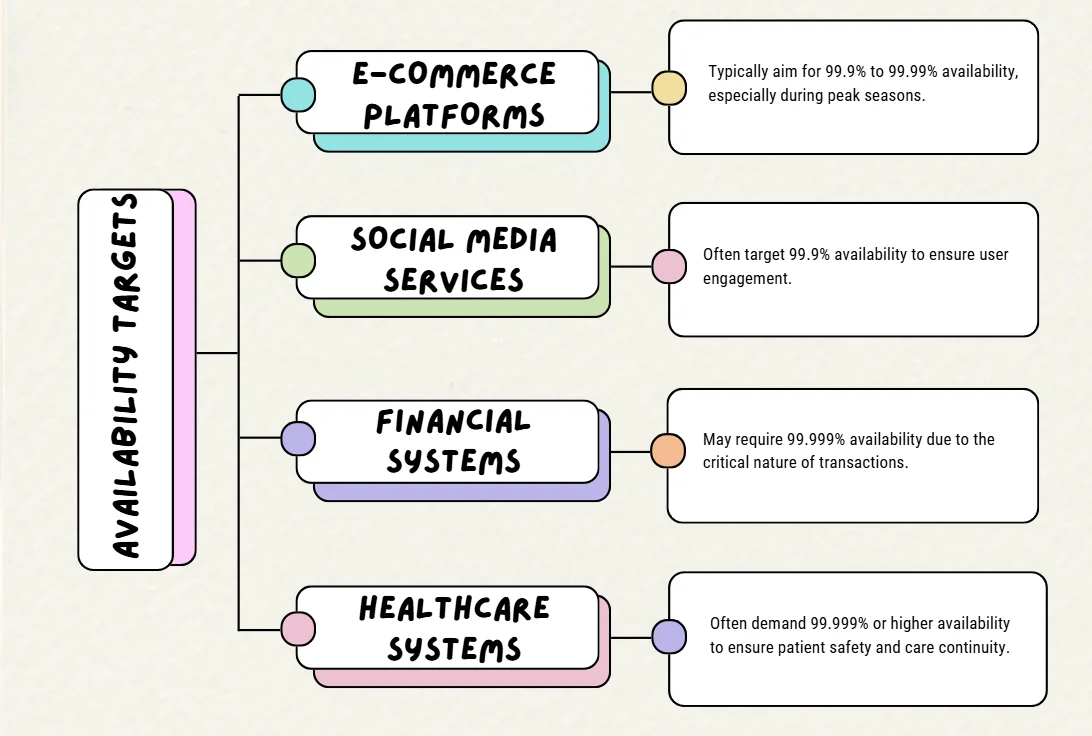 AVAILABILITY TARGETS
E-COMMERCE
PLATFORMS
Typically aim for 99.9% to 99.99% availability,
especially during peak seasons.
SOCIAL MEDIA
SERVICES
Often target 99.9% availability to ensure user
engagement.
FINANCIAL
SYSTEMS
May require 99.999% availability due to the
critical nature of transactions.
HEALTHCARE
SYSTEMS
Often demand 99.999% or higher availability
to ensure patient safety and care continuity.